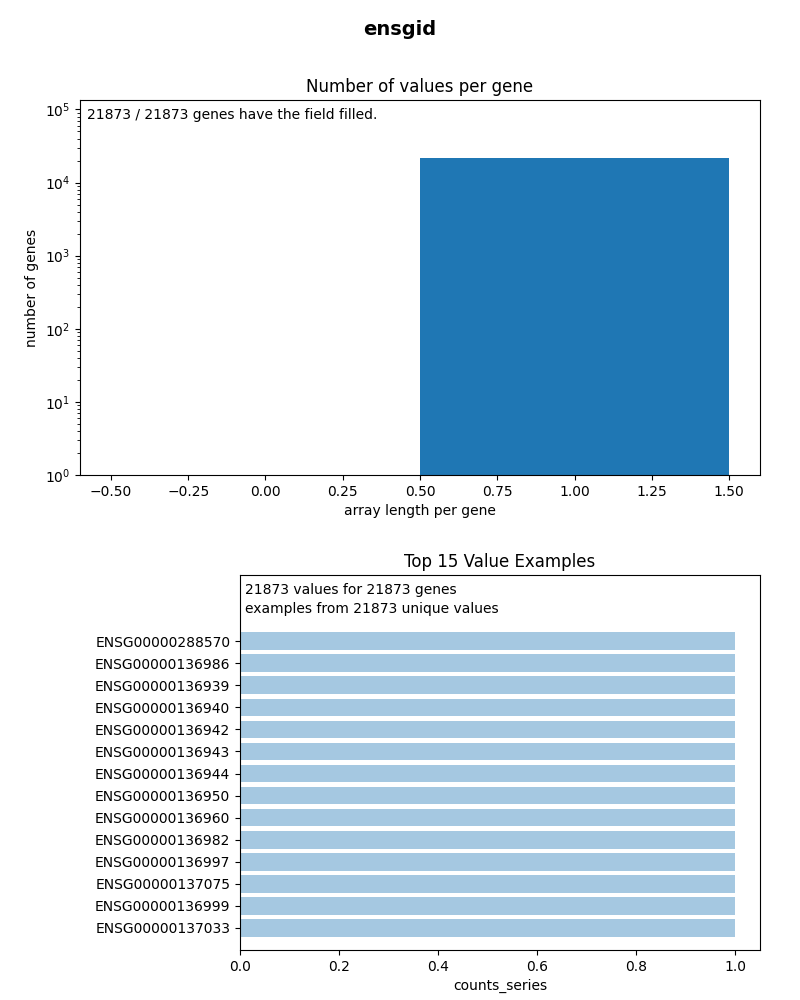 ensgid
Number of values per gene
21873 / 21873 genes have the field filled.
number of genes
10^5
10^4
10^3
10^2
10^1
10^0
−0.50 −0.25 0.00 0.25 0.50 0.75 1.00 1.25 1.50
array length per gene
Top 15 Value Examples
21873 values for 21873 genes
examples from 21873 unique values
ENSG00000288570
ENSG00000136986
ENSG00000136939
ENSG00000136940
ENSG00000136942
ENSG00000136943
ENSG00000136944
ENSG00000136950
ENSG00000136960
ENSG00000136982
ENSG00000136997
ENSG00000137075
ENSG00000136999
ENSG00000137033
0.0 0.2 0.4 0.6 0.8 1.0
counts_series